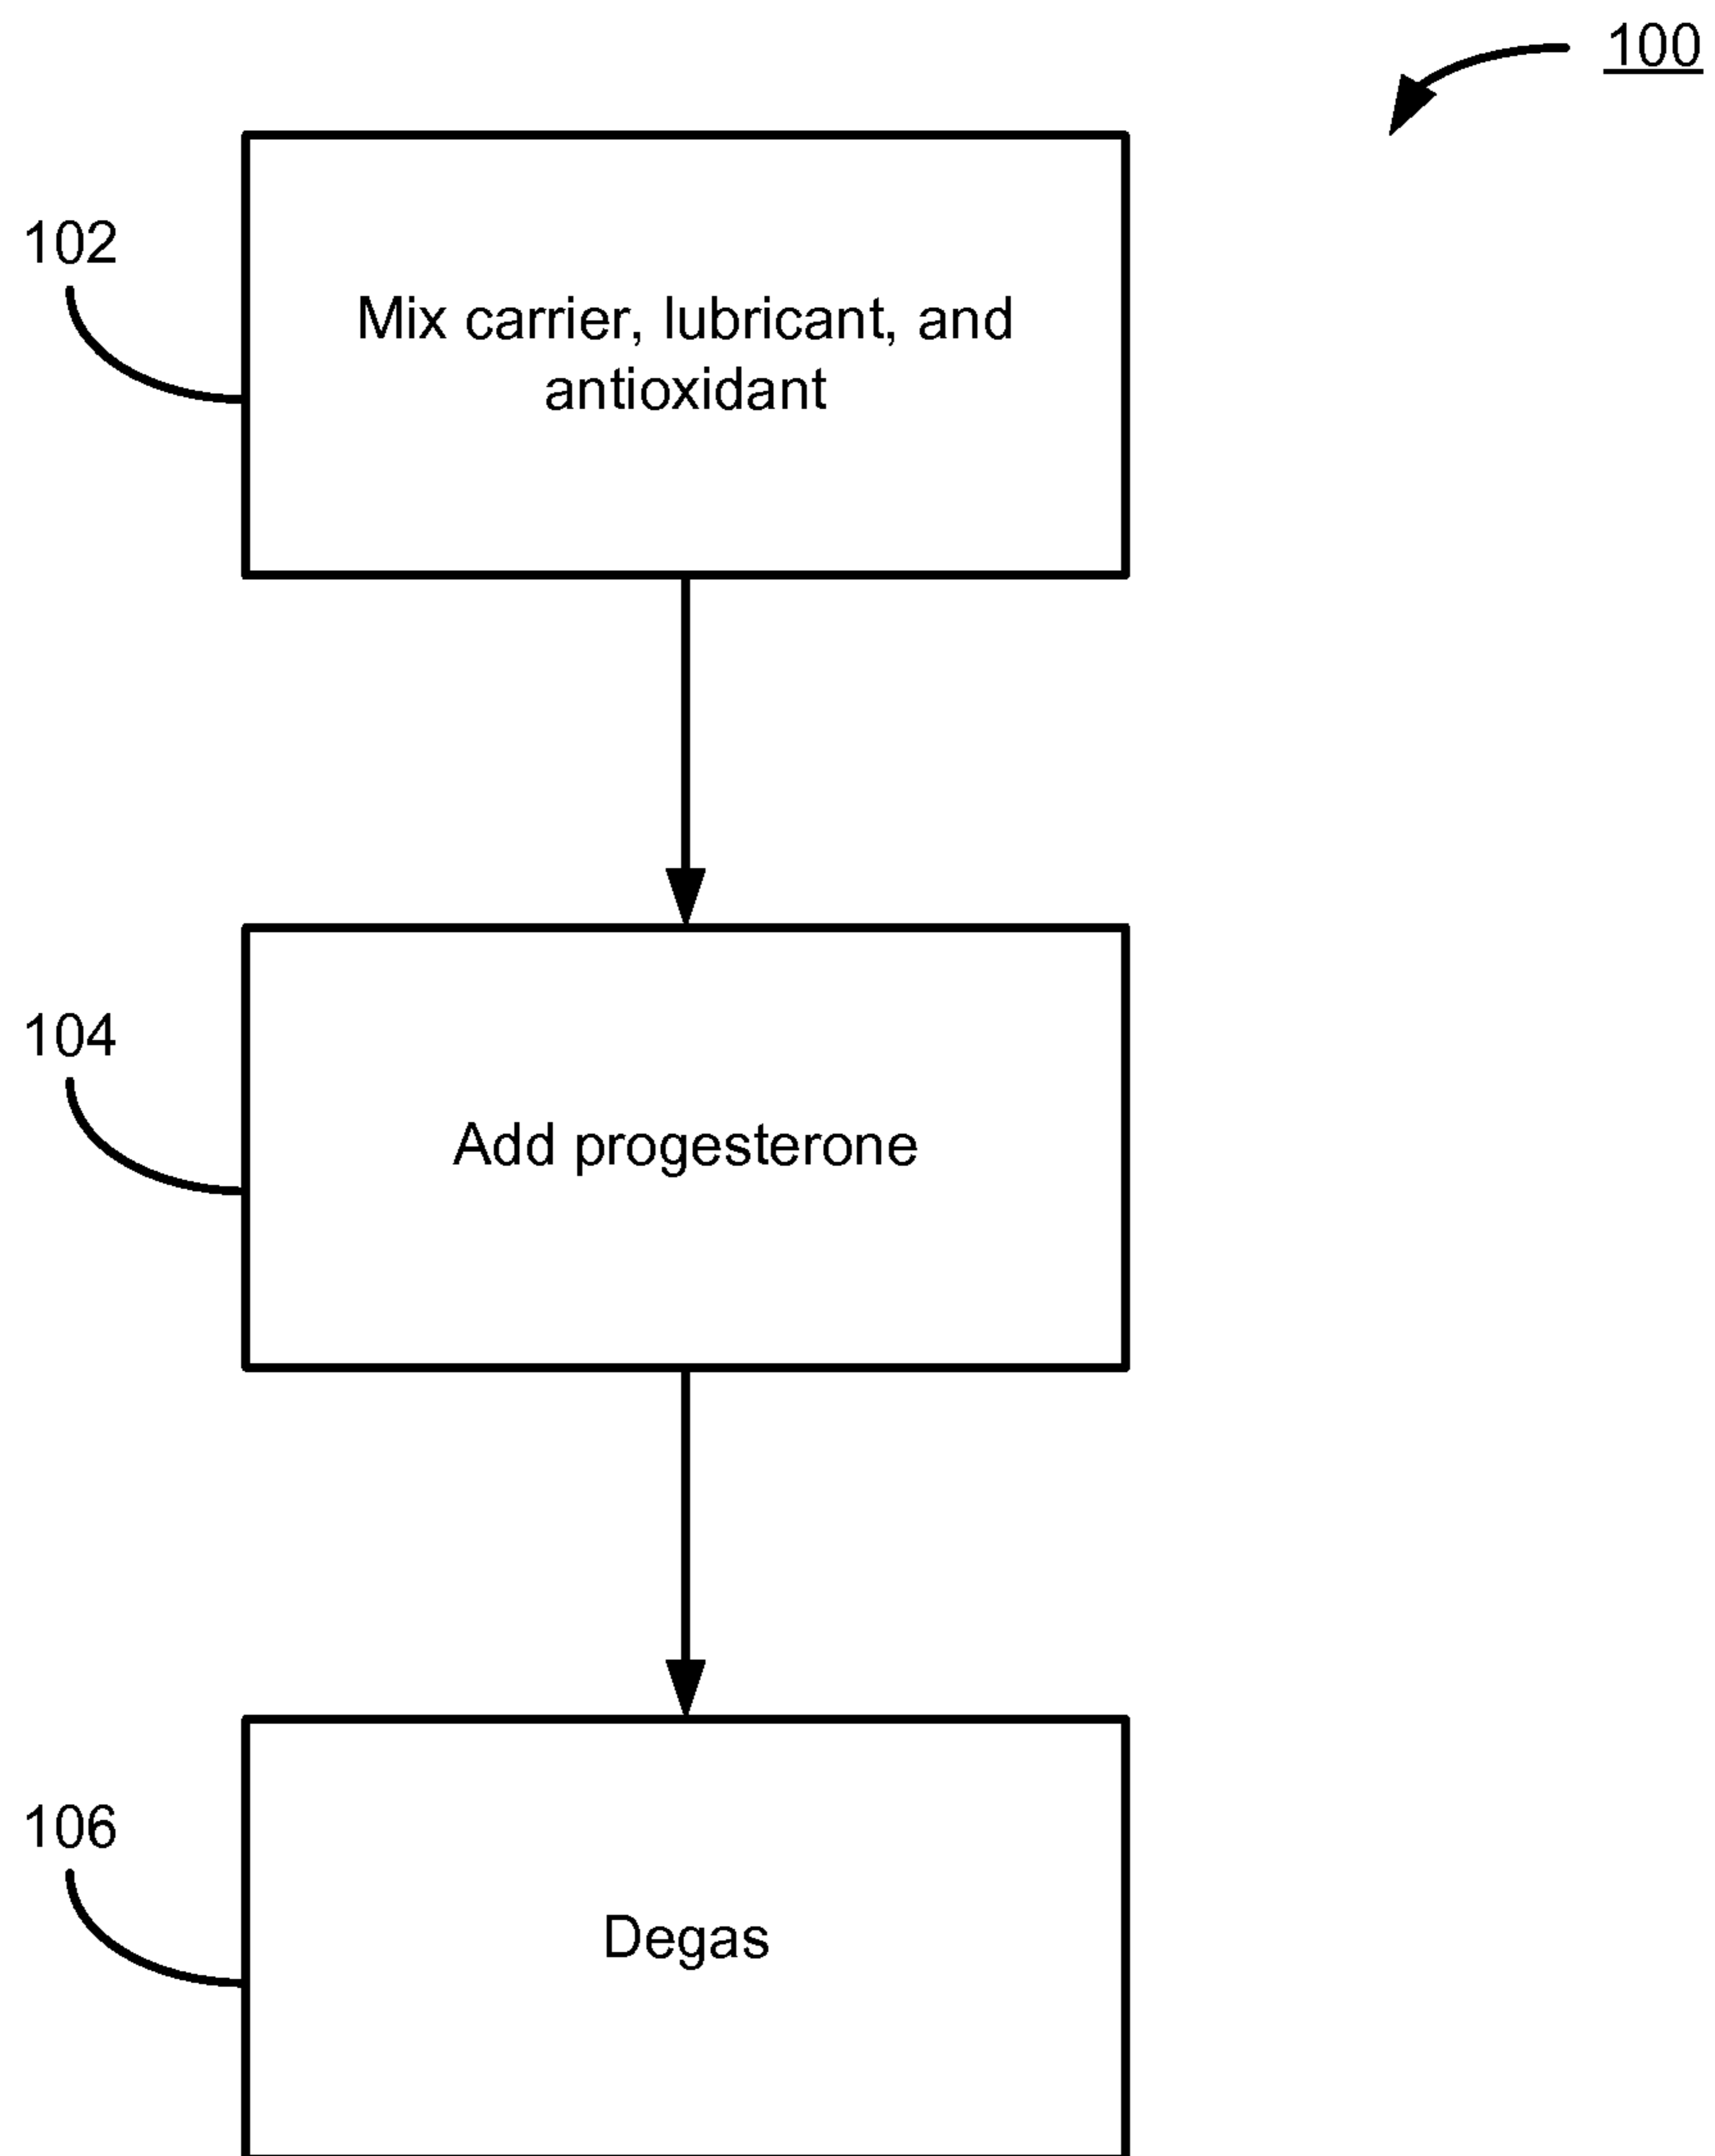 100
102
Mix carrier, lubricant, and
antioxidant
104
Add progesterone
106
Degas